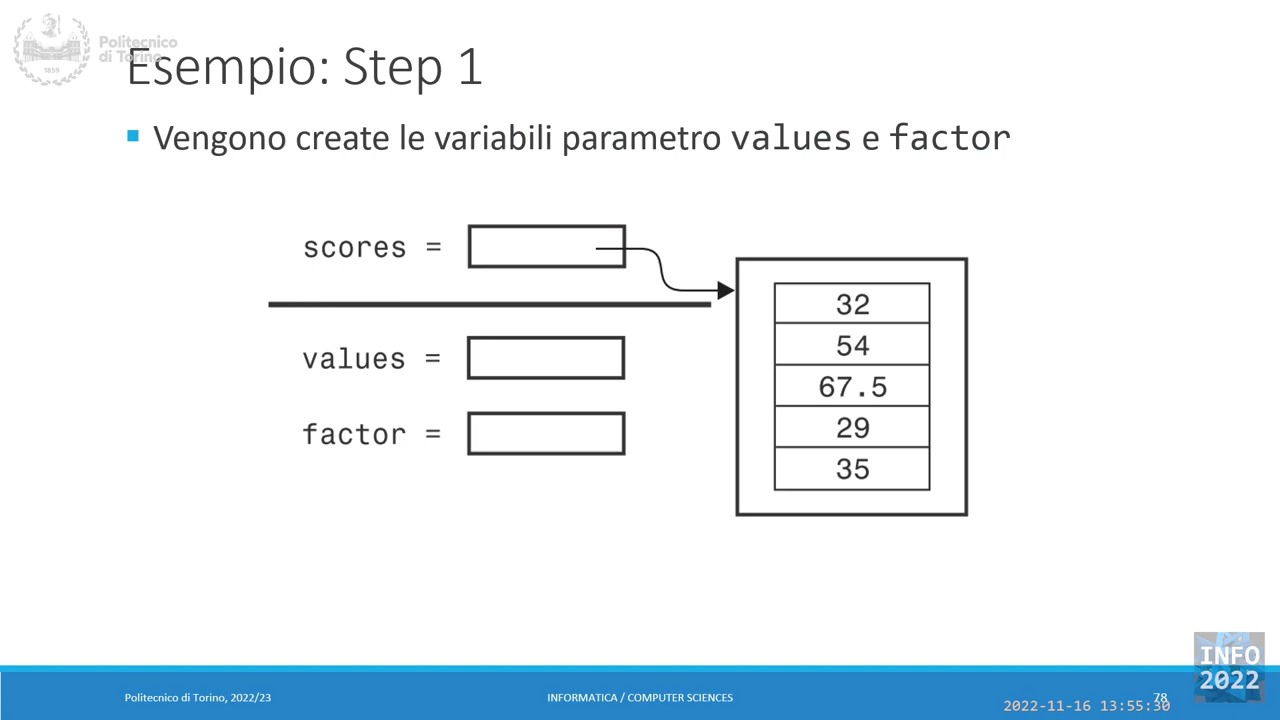 Politecnico
di Torino
1859
Esempio: Step 1
Vengono create le variabili parametro values e factor
scores =
values =
factor =
32
54
67.5
29
35
INFO
2022
Politecnico di Torino, 2022/23
INFORMATICA / COMPUTER SCIENCES
78
2022-11-16 13:55:30